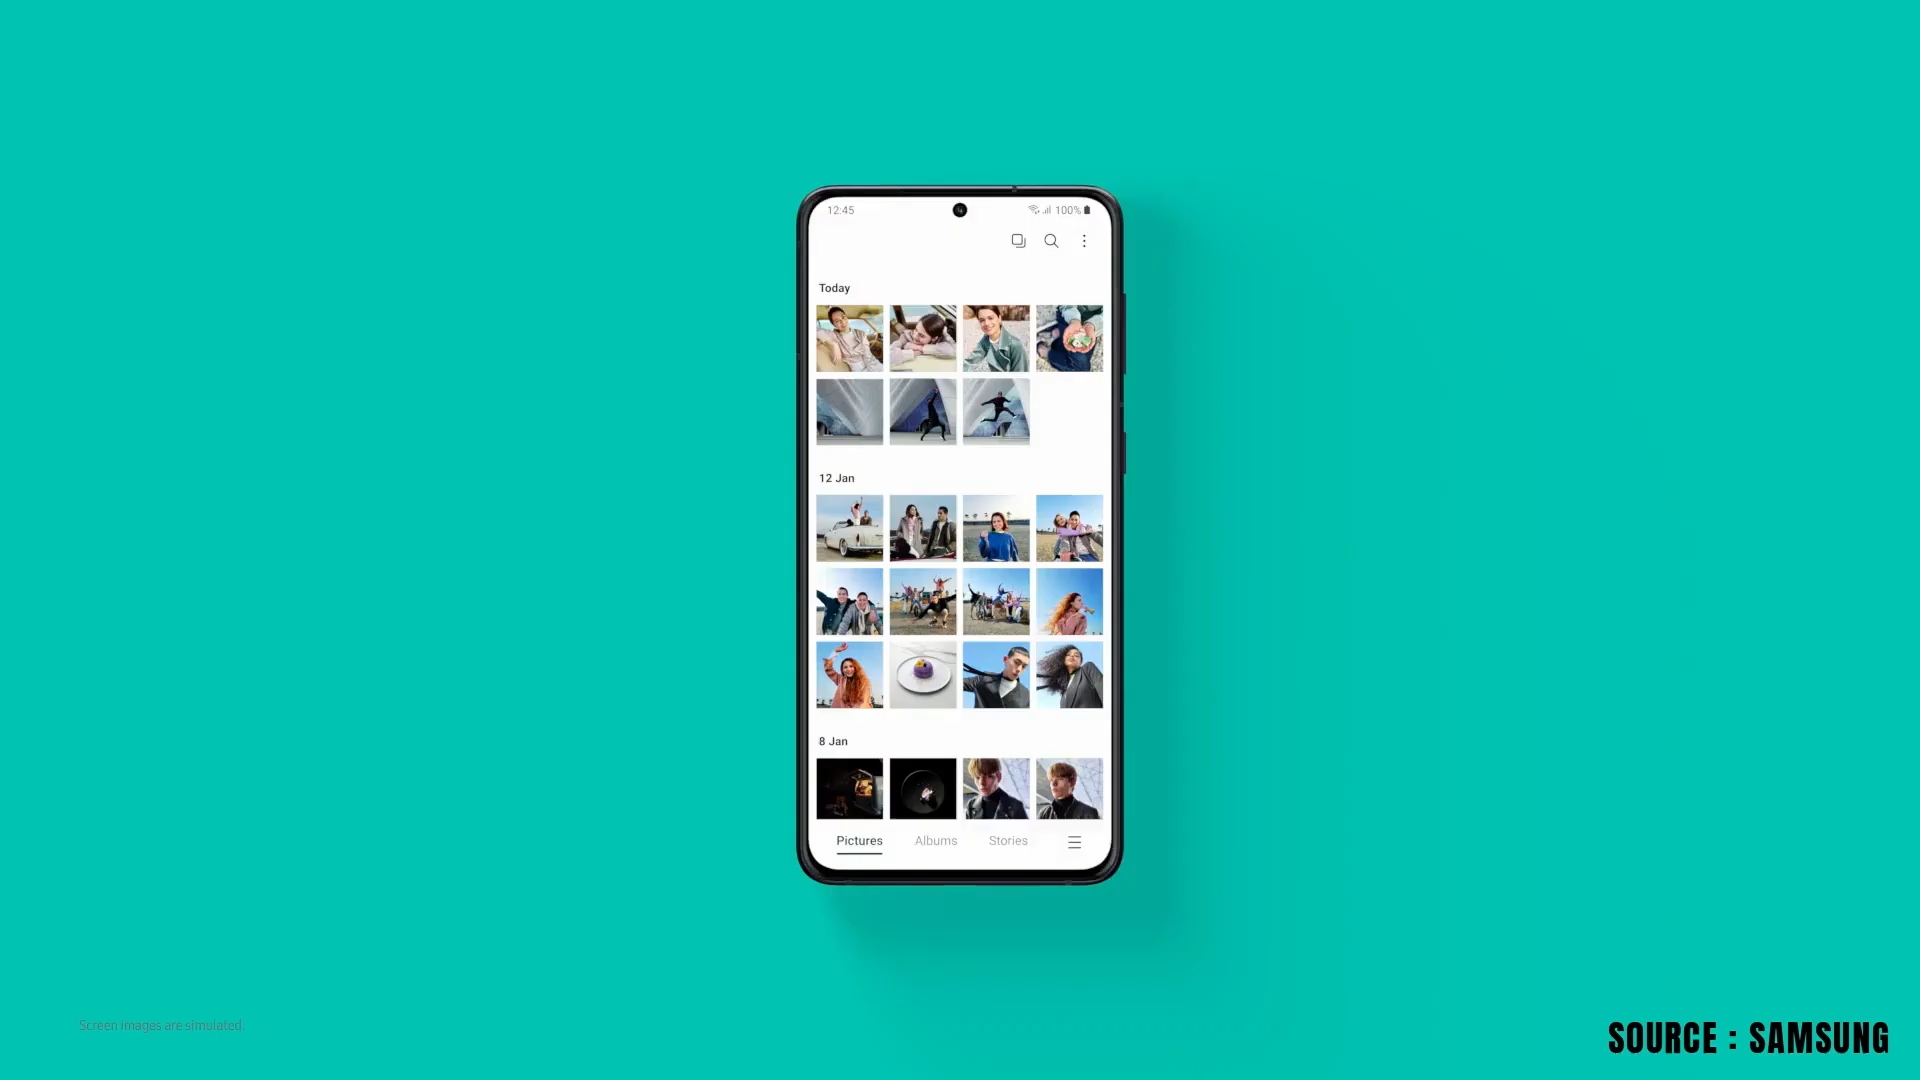 12:45
100%
Today
12 Jan
8 Jan
Pictures
Albums
Stories
Screen images are simulated.
SOURCE : SAMSUNG